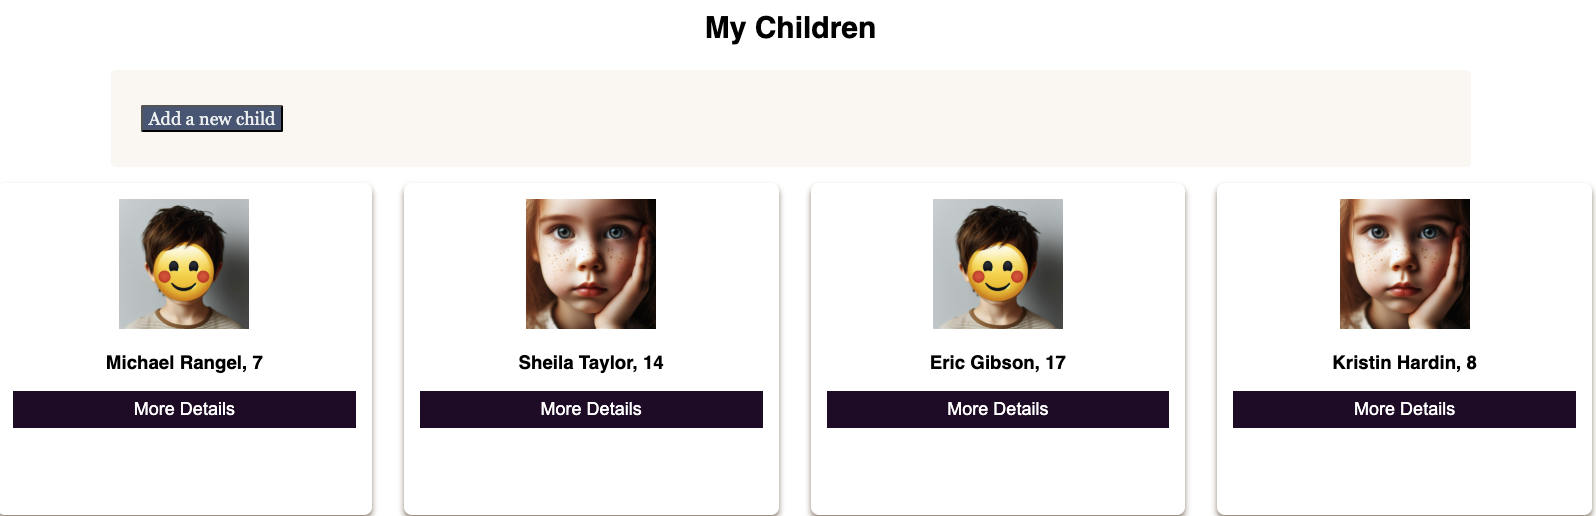 My Children
Add a new child
Michael Rangel, 7
More Details
Sheila Taylor, 14
More Details
Eric Gibson, 17
More Details
Kristin Hardin, 8
More Details